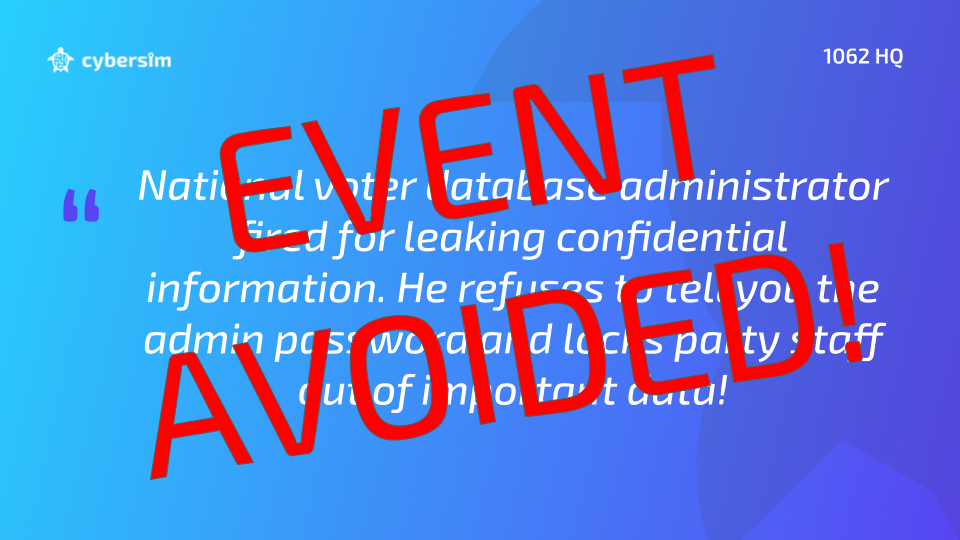 cybersim
1062 HQ
EVENT
AVOIDED!
“
National voter database administrator
fired for leaking confidential
information. He refuses to tell you the
admin password and locks party staff
out of important data!